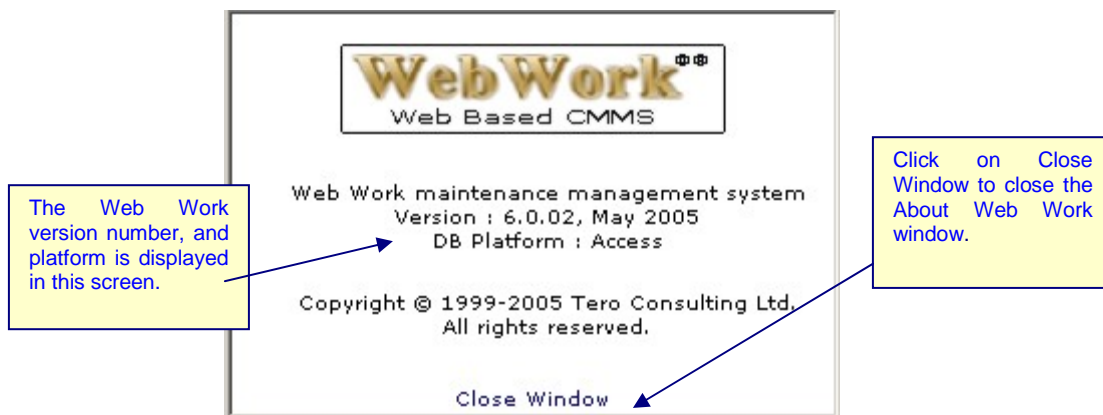 WebWork
Web Based CMMS
Web Work maintenance management system
Version : 6.0.02, May 2005
DB Platform : Access
Copyright © 1999-2005 Tero Consulting Ltd.
All rights reserved.
Close Window
The Web Work
version number, and
platform is displayed
in this screen.
Click on Close
Window to close the
About Web Work
window.